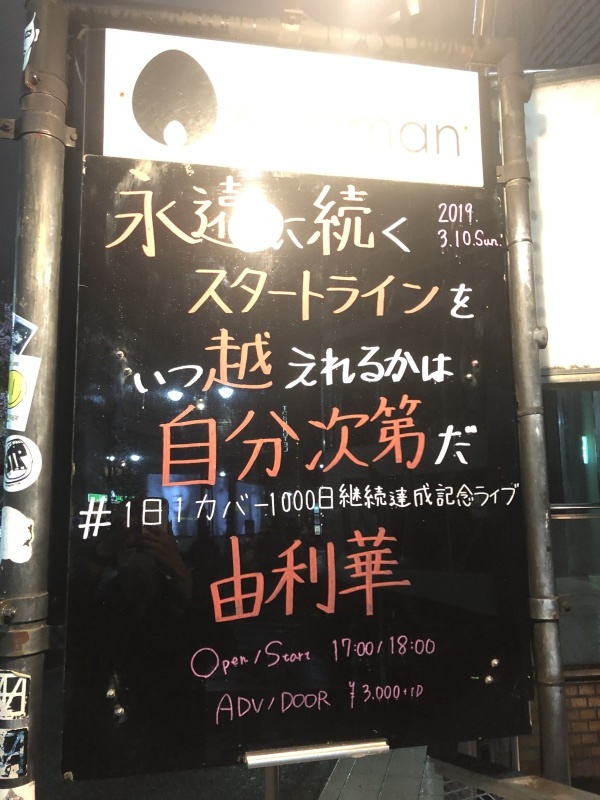 man
永遠に続く
2019.
3.10.Sun.
スタートラインを
いつ越えれるかは
自分次第だ
#1日1カバー1000日継続達成記念ライブ
由利華
Open/Start 17:00/18:00
ADV/DOOR ¥3.000+1D